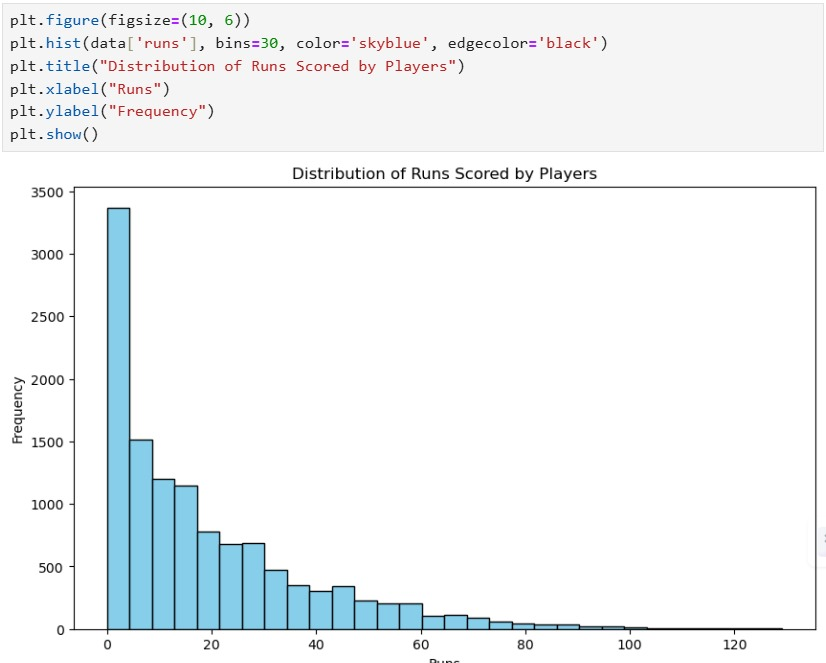 plt.figure(figsize=(10, 6))
plt.hist(data['runs'], bins=30, color='skyblue', edgecolor='black')
plt.title("Distribution of Runs Scored by Players")
plt.xlabel("Runs")
plt.ylabel("Frequency")
plt.show()
Distribution of Runs Scored by Players
3500
3000
2500
2000
1500
1000
500
0
Frequency
0 20 40 60 80 100 120
Runs